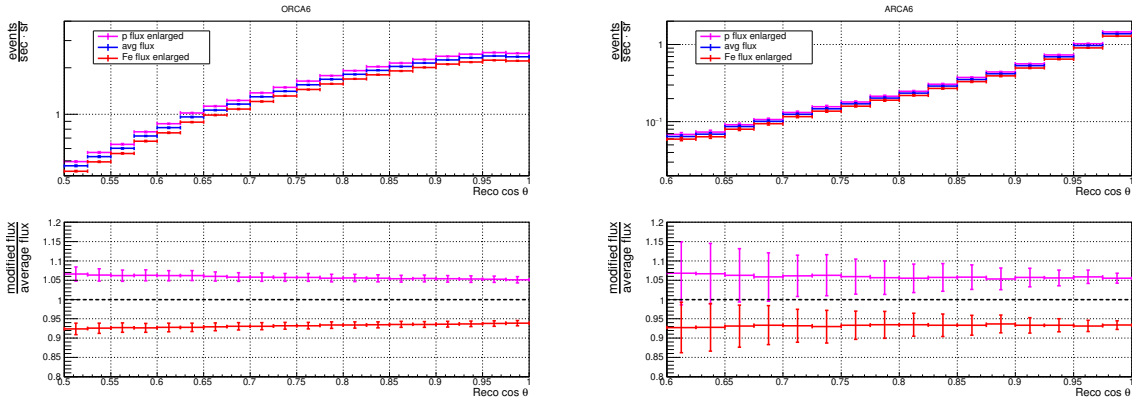 ORCA6
events
sec · sr
p flux enlarged
avg flux
Fe flux enlarged
1
0.5 0.55 0.6 0.65 0.7 0.75 0.8 0.85 0.9 0.95 1
Reco cos θ
modified flux
average flux
1.2
1.15
1.1
1.05
1
0.95
0.9
0.85
0.8
0.5 0.55 0.6 0.65 0.7 0.75 0.8 0.85 0.9 0.95 1
Reco cos θ
ARCA6
events
sec · sr
p flux enlarged
avg flux
Fe flux enlarged
1
10⁻¹
0.6 0.65 0.7 0.75 0.8 0.85 0.9 0.95 1
Reco cos θ
modified flux
average flux
1.2
1.15
1.1
1.05
1
0.95
0.9
0.85
0.8
0.6 0.65 0.7 0.75 0.8 0.85 0.9 0.95 1
Reco cos θ